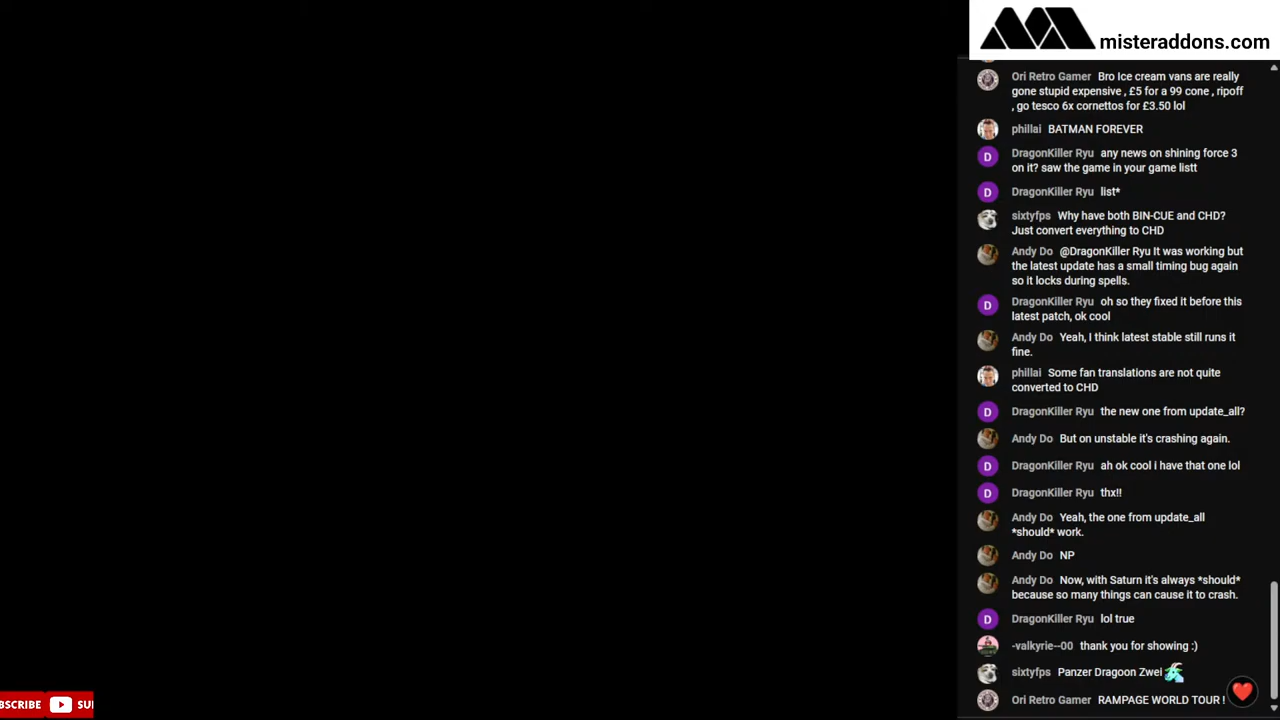 misteraddons.com
Ori Retro Gamer Bro Ice cream vans are really
gone stupid expensive , £5 for a 99 cone , ripoff
, go tesco 6x cornettos for £3.50 lol
phillai BATMAN FOREVER
DragonKiller Ryu any news on shining force 3
on it? saw the game in your game listt
DragonKiller Ryu list*
sixtyfps Why have both BIN-CUE and CHD?
Just convert everything to CHD
Andy Do @DragonKiller Ryu It was working but
the latest update has a small timing bug again
so it locks during spells.
DragonKiller Ryu oh so they fixed it before this
latest patch, ok cool
Andy Do Yeah, I think latest stable still runs it
fine.
phillai Some fan translations are not quite
converted to CHD
DragonKiller Ryu the new one from update_all?
Andy Do But on unstable it's crashing again.
DragonKiller Ryu ah ok cool i have that one lol
DragonKiller Ryu thx!!
Andy Do Yeah, the one from update_all
*should* work.
Andy Do NP
Andy Do Now, with Saturn it's always *should*
because so many things can cause it to crash.
DragonKiller Ryu lol true
-valkyrie--00 thank you for showing :)
sixtyfps Panzer Dragoon Zwei
Ori Retro Gamer RAMPAGE WORLD TOUR !
BSCRIBE SU